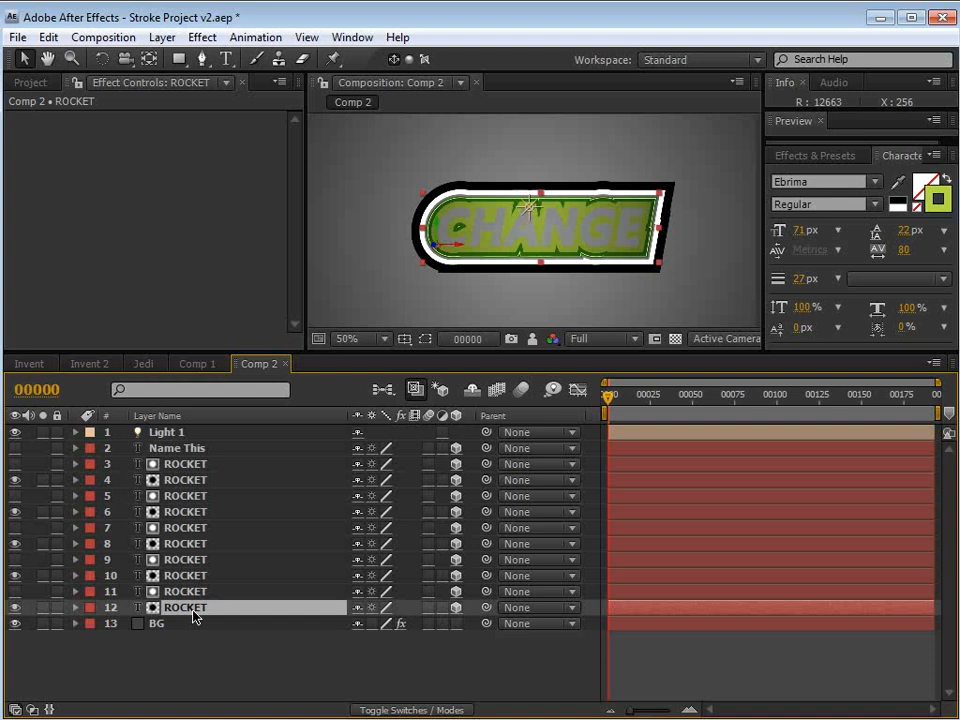 Adobe After Effects - Stroke Project v2.aep *
File Edit Composition Layer Effect Animation View Window Help
Workspace: Standard Search Help
Project Effect Controls: ROCKET Composition: Comp 2 Info Audio
Comp 2 • ROCKET Comp 2 R : 12663 X : 256
Preview
Effects & Presets Characte
CHANGE
Ebrima
Regular
71 px 22 px
Metrics 80
27 px
100 % 100 %
0 px 0 %
50% 00000 Full Active Camera
Invent Invent 2 Jedi Comp 1 Comp 2
00000 00025 00050 00075 00100 00125 00150 00175 00
# Layer Name Parent
1 Light 1 None
2 Name This None
3 ROCKET None
4 ROCKET None
5 ROCKET None
6 ROCKET None
7 ROCKET None
8 ROCKET None
9 ROCKET None
10 ROCKET None
11 ROCKET None
12 ROCKET None
13 BG None
Toggle Switches / Modes